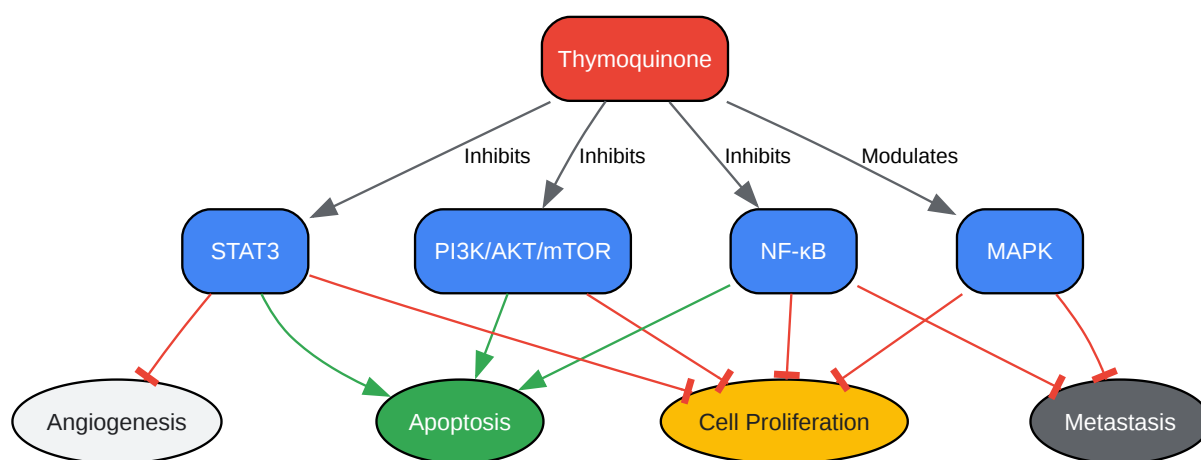 Thymoquinone
Inhibits
Inhibits
Inhibits
Modulates
STAT3
PI3K/AKT/mTOR
NF-κB
MAPK
Angiogenesis
Apoptosis
Cell Proliferation
Metastasis